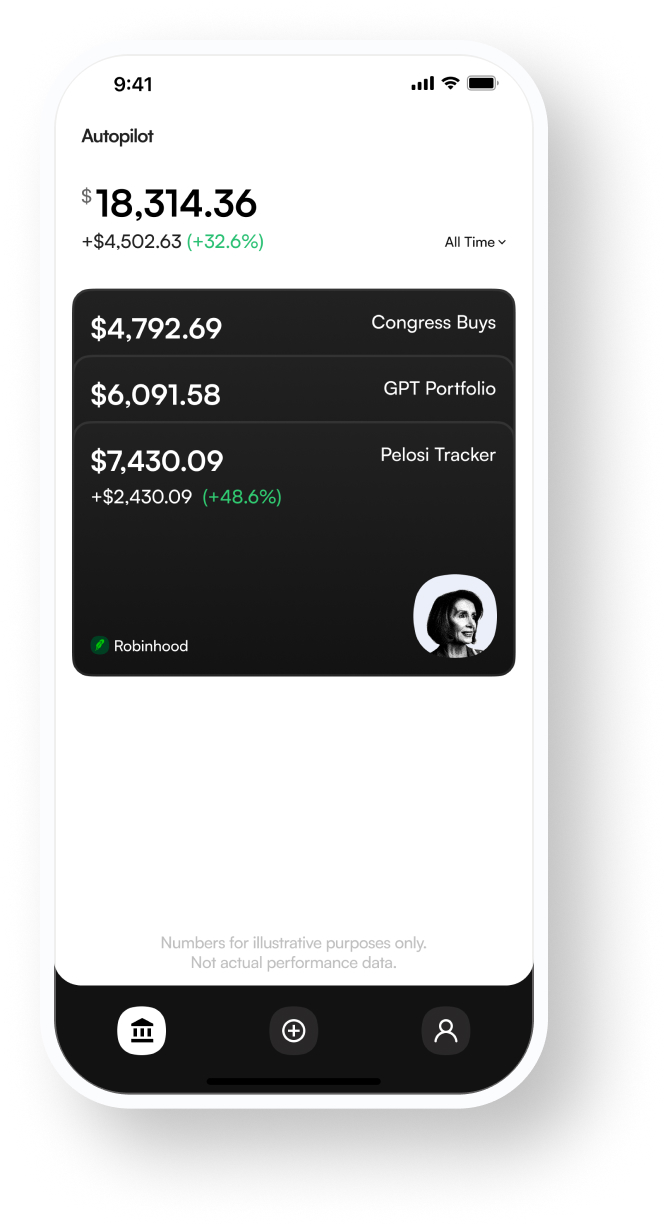 9:41
Autopilot
$18,314.36
+$4,502.63 (+32.6%)
All Time
$4,792.69
Congress Buys
$6,091.58
GPT Portfolio
$7,430.09
Pelosi Tracker
+$2,430.09 (+48.6%)
Robinhood
Numbers for illustrative purposes only.
Not actual performance data.